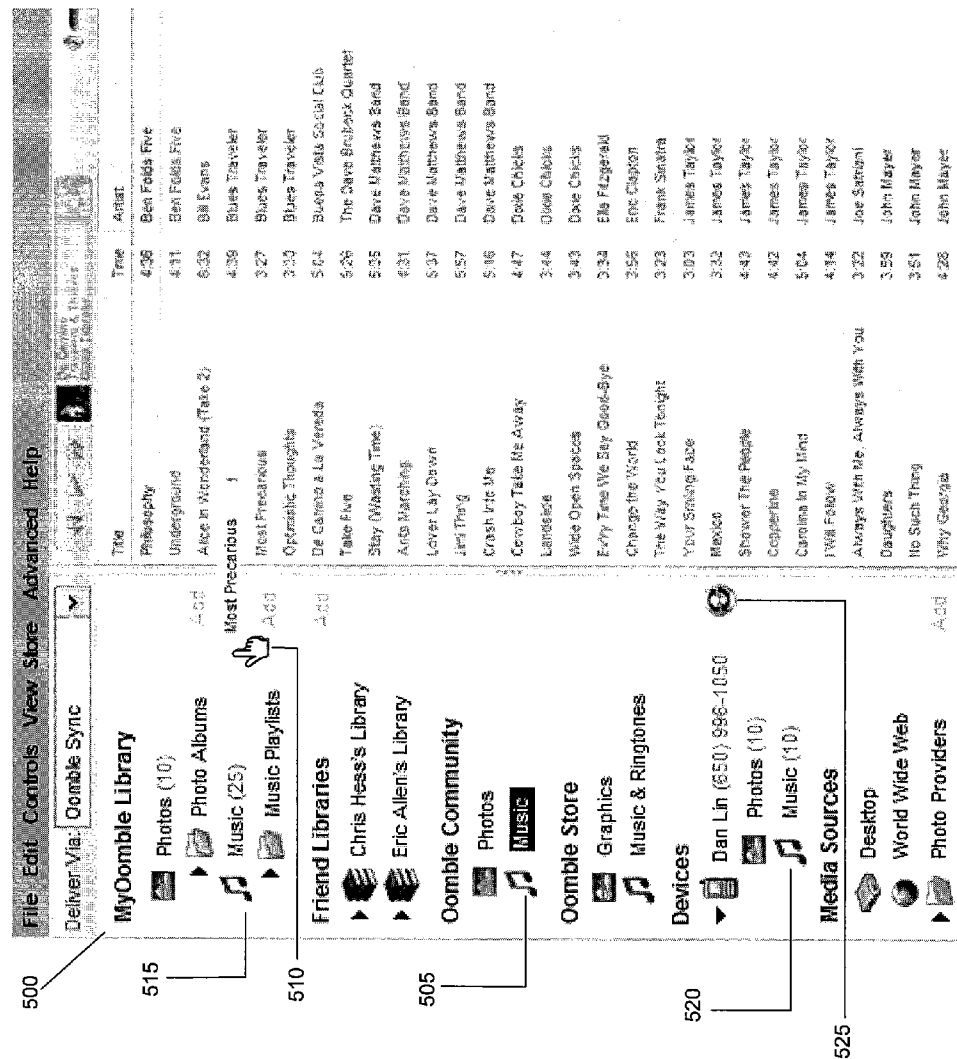 File Edit Controls View Store Advanced Help
Deliver Via: Oomble Sync
500
MyOomble Library
Photos (10)
Photo Albums
Add
515
Music (25)
Most Precarious
510
Music Playlists
Add
Friend Libraries
Add
Chris Hees's Library
Eric Allen's Library
Oomble Community
Photos
505
Music
Oomble Store
Graphics
Music & Ringtones
Devices
Dan Lin (650) 996-1050
525
Photos (10)
520
Music (10)
Media Sources
Desktop
World Wide Web
Photo Providers
Add
Title Time Artist
Philosophy 4:36 Ben Folds Five
Underground 4:11 Ben Folds Five
Alice in Wonderland (Take 2) 6:32 Bill Evans
1 4:39 Blues Traveler
Most Precarious 3:27 Blues Traveler
Optimistic Thoughts Blues Traveler
De Camino a La Vereda 5:04 Buena Vista Social Club
Take Five 5:26 The Dave Brubeck Quartet
Stay (Wasting Time) 5:35 Dave Matthews Band
Ants Marching 4:31 Dave Matthews Band
Lover Lay Down 5:37 Dave Matthews Band
Jimi Thing 5:57 Dave Matthews Band
Crash Into Me 5:16 Dave Matthews Band
Cowboy Take Me Away 4:47 Dixie Chicks
Landslide 3:44 Dixie Chicks
Wide Open Spaces 3:43 Dixie Chicks
Ev'ry Time We Say Good-Bye 3:34 Ella Fitzgerald
Change the World 3:56 Eric Clapton
The Way You Look Tonight 3:23 Frank Sinatra
Your Smiling Face James Taylor
Mexico James Taylor
Shower The People James Taylor
Copperline 4:42 James Taylor
Carolina In My Mind 5:04 James Taylor
I Will Follow 4:14 James Taylor
Always With Me, Always With You 3:22 Joe Satriani
Daughters 3:59 John Mayer
No Such Thing 3:51 John Mayer
Why Georgia 4:28 John Mayer